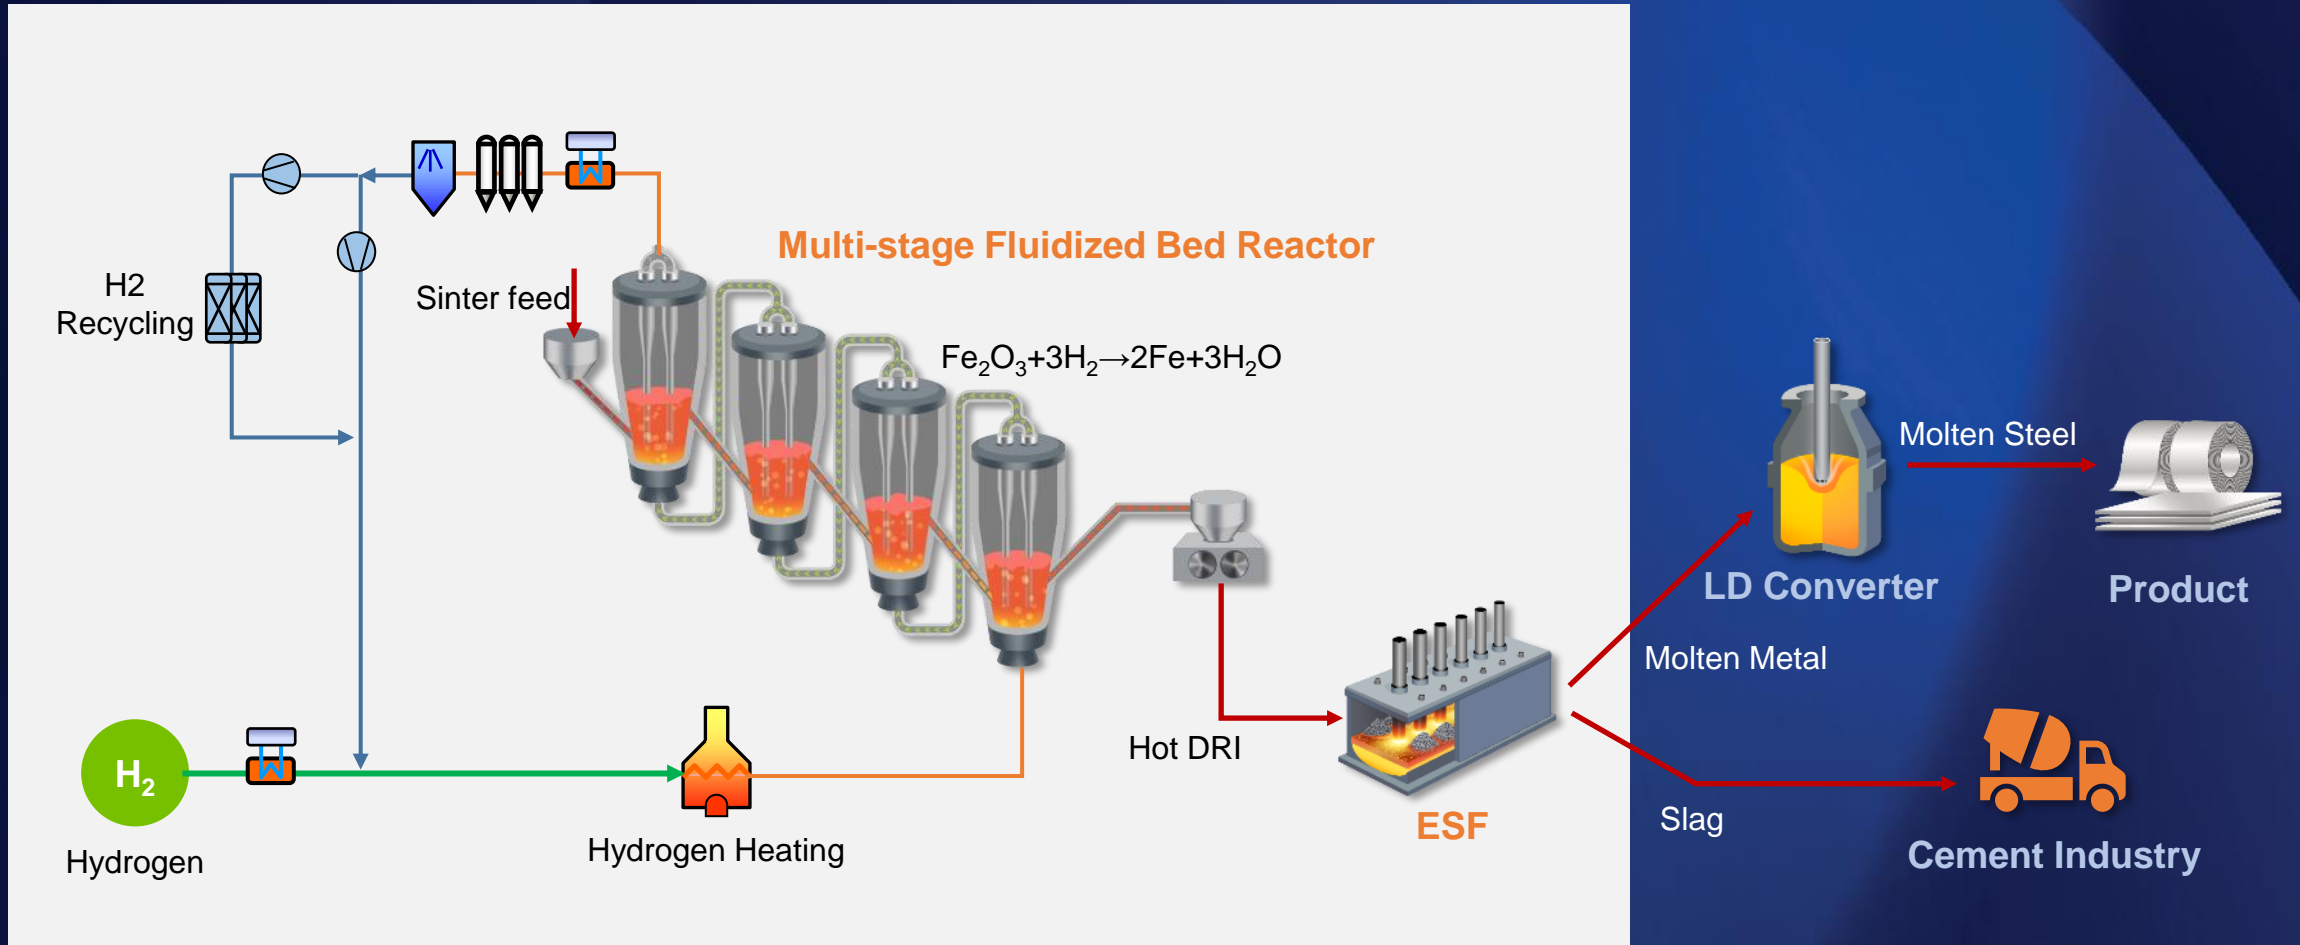 Multi-stage Fluidized Bed Reactor
H2
Recycling
Sinter feed
Fe₂O₃+3H₂→2Fe+3H₂O
Molten Steel
LD Converter
Product
Molten Metal
Hot DRI
H₂
ESF
Slag
Hydrogen Heating
Hydrogen
Cement Industry